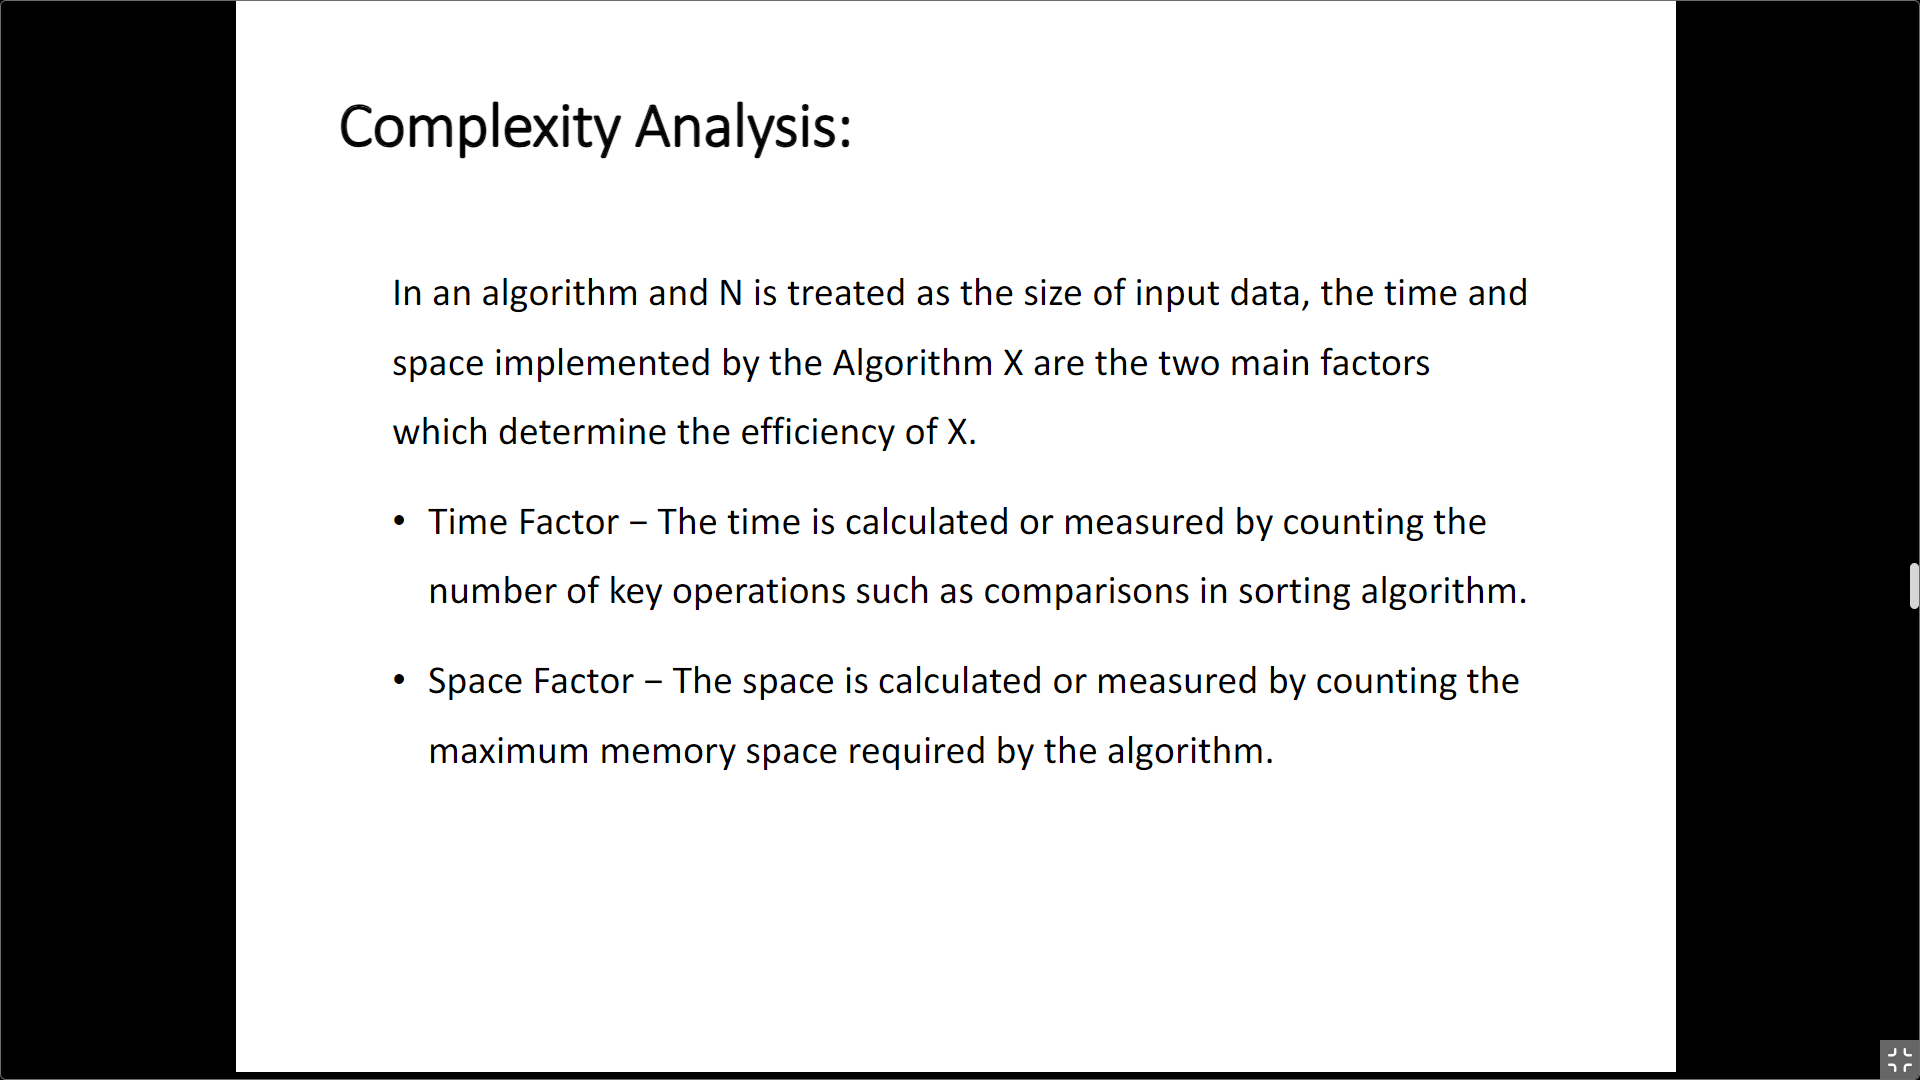 Complexity Analysis:
In an algorithm and N is treated as the size of input data, the time and
space implemented by the Algorithm X are the two main factors
which determine the efficiency of X.
• Time Factor − The time is calculated or measured by counting the
number of key operations such as comparisons in sorting algorithm.
• Space Factor − The space is calculated or measured by counting the
maximum memory space required by the algorithm.